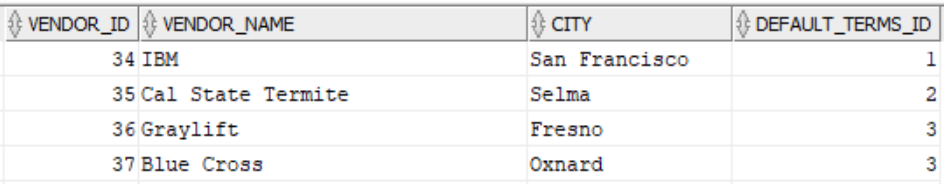 VENDOR_ID VENDOR_NAME CITY DEFAULT_TERMS_ID
34 IBM San Francisco 1
35 Cal State Termite Selma 2
36 Graylift Fresno 3
37 Blue Cross Oxnard 3